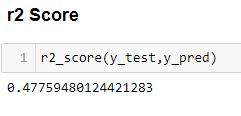 r2 Score
1 r2_score(y_test,y_pred)
0.47759480124421283